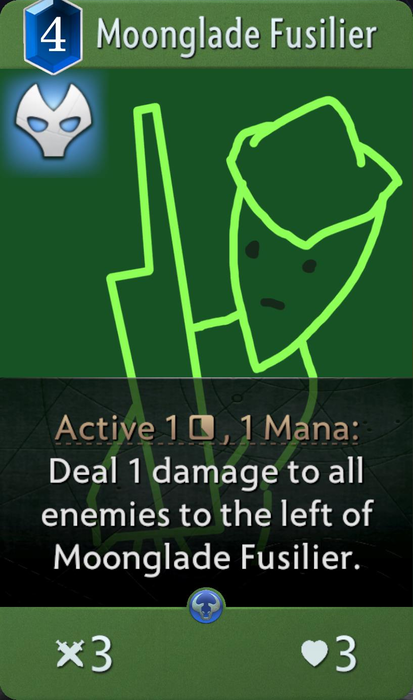 4 Moonglade Fusilier
Active 1 , 1 Mana:
Deal 1 damage to all
enemies to the left of
Moonglade Fusilier.
3 3